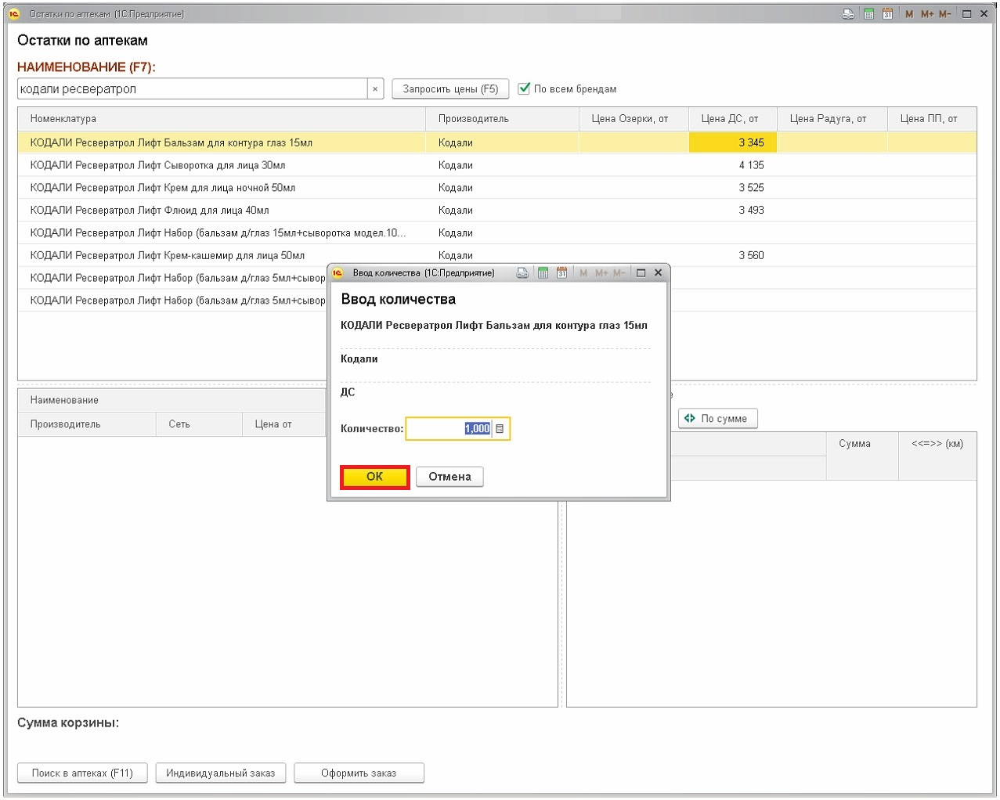 Остатки по аптекам (1С:Предприятие)
M M+ M-
Остатки по аптекам
НАИМЕНОВАНИЕ (F7):
кодали ресвератрол
Запросить цены (F5)
По всем брендам
Номенклатура Производитель Цена Озерки, от Цена ДС, от Цена Радуга, от Цена ПП, от
КОДАЛИ Ресвератрол Лифт Бальзам для контура глаз 15мл Кодали 3 345
КОДАЛИ Ресвератрол Лифт Сыворотка для лица 30мл Кодали 4 135
КОДАЛИ Ресвератрол Лифт Крем для лица ночной 50мл Кодали 3 525
КОДАЛИ Ресвератрол Лифт Флюид для лица 40мл Кодали 3 493
КОДАЛИ Ресвератрол Лифт Набор (бальзам д/глаз 15мл+сыворотка модел.10... Кодали
КОДАЛИ Ресвератрол Лифт Крем-кашемир для лица 50мл Кодали 3 560
КОДАЛИ Ресвератрол Лифт Набор (бальзам д/глаз 5мл+сывор
КОДАЛИ Ресвератрол Лифт Набор (бальзам д/глаз 5мл+сывор
Ввод количества (1С:Предприятие)
M M+ M-
Ввод количества
КОДАЛИ Ресвератрол Лифт Бальзам для контура глаз 15мл
Кодали
ДС
Количество: 1,000
ОК Отмена
Наименование
Производитель Сеть Цена от
По сумме
Сумма <<=>> (км)
Сумма корзины:
Поиск в аптеках (F11) Индивидуальный заказ Оформить заказ